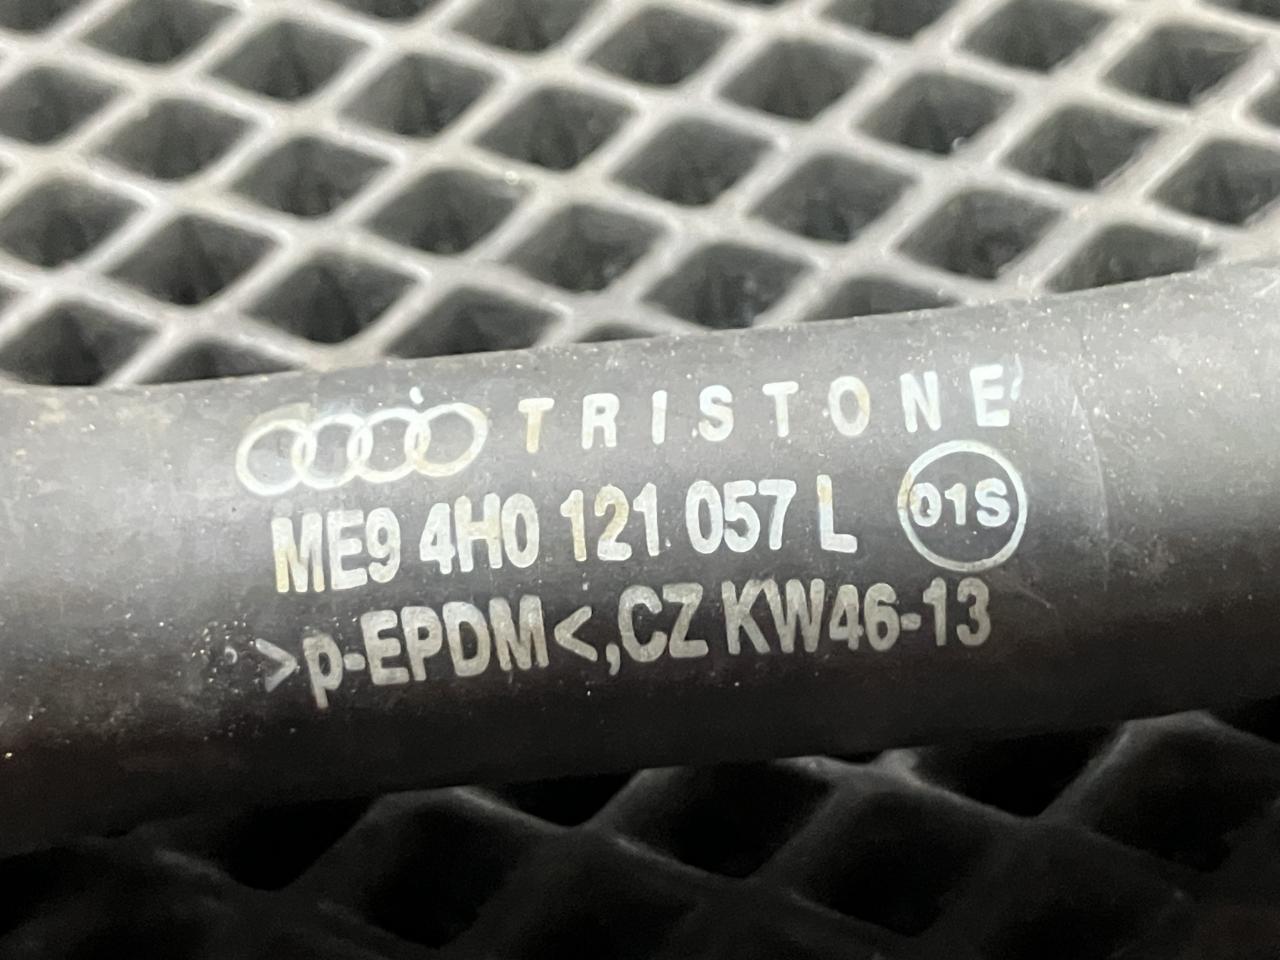 TRISTONE
ME9 4H0 121 057 L 01S
>p-EPDM<,CZ KW46-13